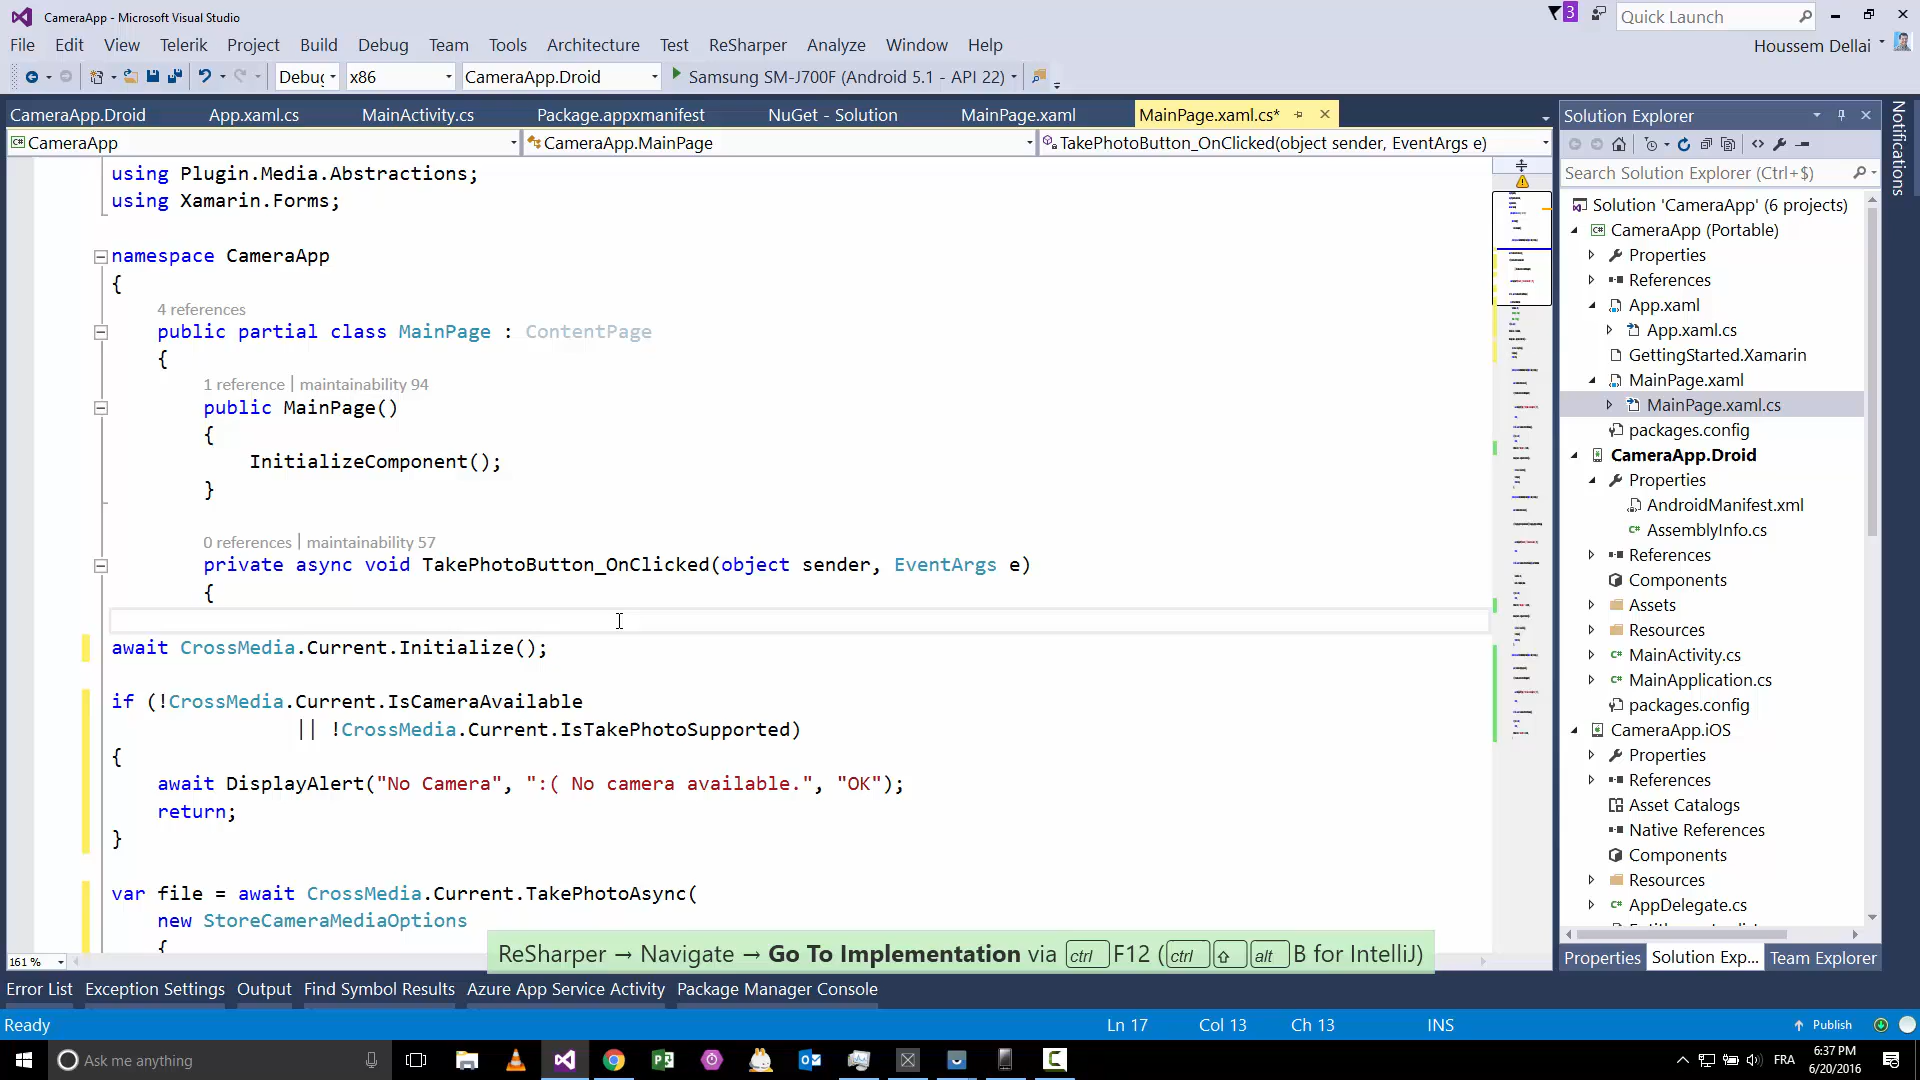 CameraApp - Microsoft Visual Studio
3
Quick Launch
File Edit View Telerik Project Build Debug Team Tools Architecture Test ReSharper Analyze Window Help
Houssem Dellai
Debug x86 CameraApp.Droid Samsung SM-J700F (Android 5.1 - API 22)
CameraApp.Droid App.xaml.cs MainActivity.cs Package.appxmanifest NuGet - Solution MainPage.xaml MainPage.xaml.cs*
CameraApp CameraApp.MainPage TakePhotoButton_OnClicked(object sender, EventArgs e)
using Plugin.Media.Abstractions;
using Xamarin.Forms;
namespace CameraApp
{
4 references
public partial class MainPage : ContentPage
{
1 reference | maintainability 94
public MainPage()
{
InitializeComponent();
}
0 references | maintainability 57
private async void TakePhotoButton_OnClicked(object sender, EventArgs e)
{
await CrossMedia.Current.Initialize();
if (!CrossMedia.Current.IsCameraAvailable
|| !CrossMedia.Current.IsTakePhotoSupported)
{
await DisplayAlert("No Camera", ":( No camera available.", "OK");
return;
}
var file = await CrossMedia.Current.TakePhotoAsync(
new StoreCameraMediaOptions
{
ReSharper → Navigate → Go To Implementation via ctrl F12 (ctrl ⇧ alt B for IntelliJ)
161 %
Solution Explorer
Search Solution Explorer (Ctrl+$)
Solution 'CameraApp' (6 projects)
CameraApp (Portable)
Properties
References
App.xaml
App.xaml.cs
GettingStarted.Xamarin
MainPage.xaml
MainPage.xaml.cs
packages.config
CameraApp.Droid
Properties
AndroidManifest.xml
AssemblyInfo.cs
References
Components
Assets
Resources
MainActivity.cs
MainApplication.cs
packages.config
CameraApp.iOS
Properties
References
Asset Catalogs
Native References
Components
Resources
AppDelegate.cs
Properties Solution Exp... Team Explorer
Notifications
Error List Exception Settings Output Find Symbol Results Azure App Service Activity Package Manager Console
Ready Ln 17 Col 13 Ch 13 INS Publish
Ask me anything
FRA
6:37 PM
6/20/2016